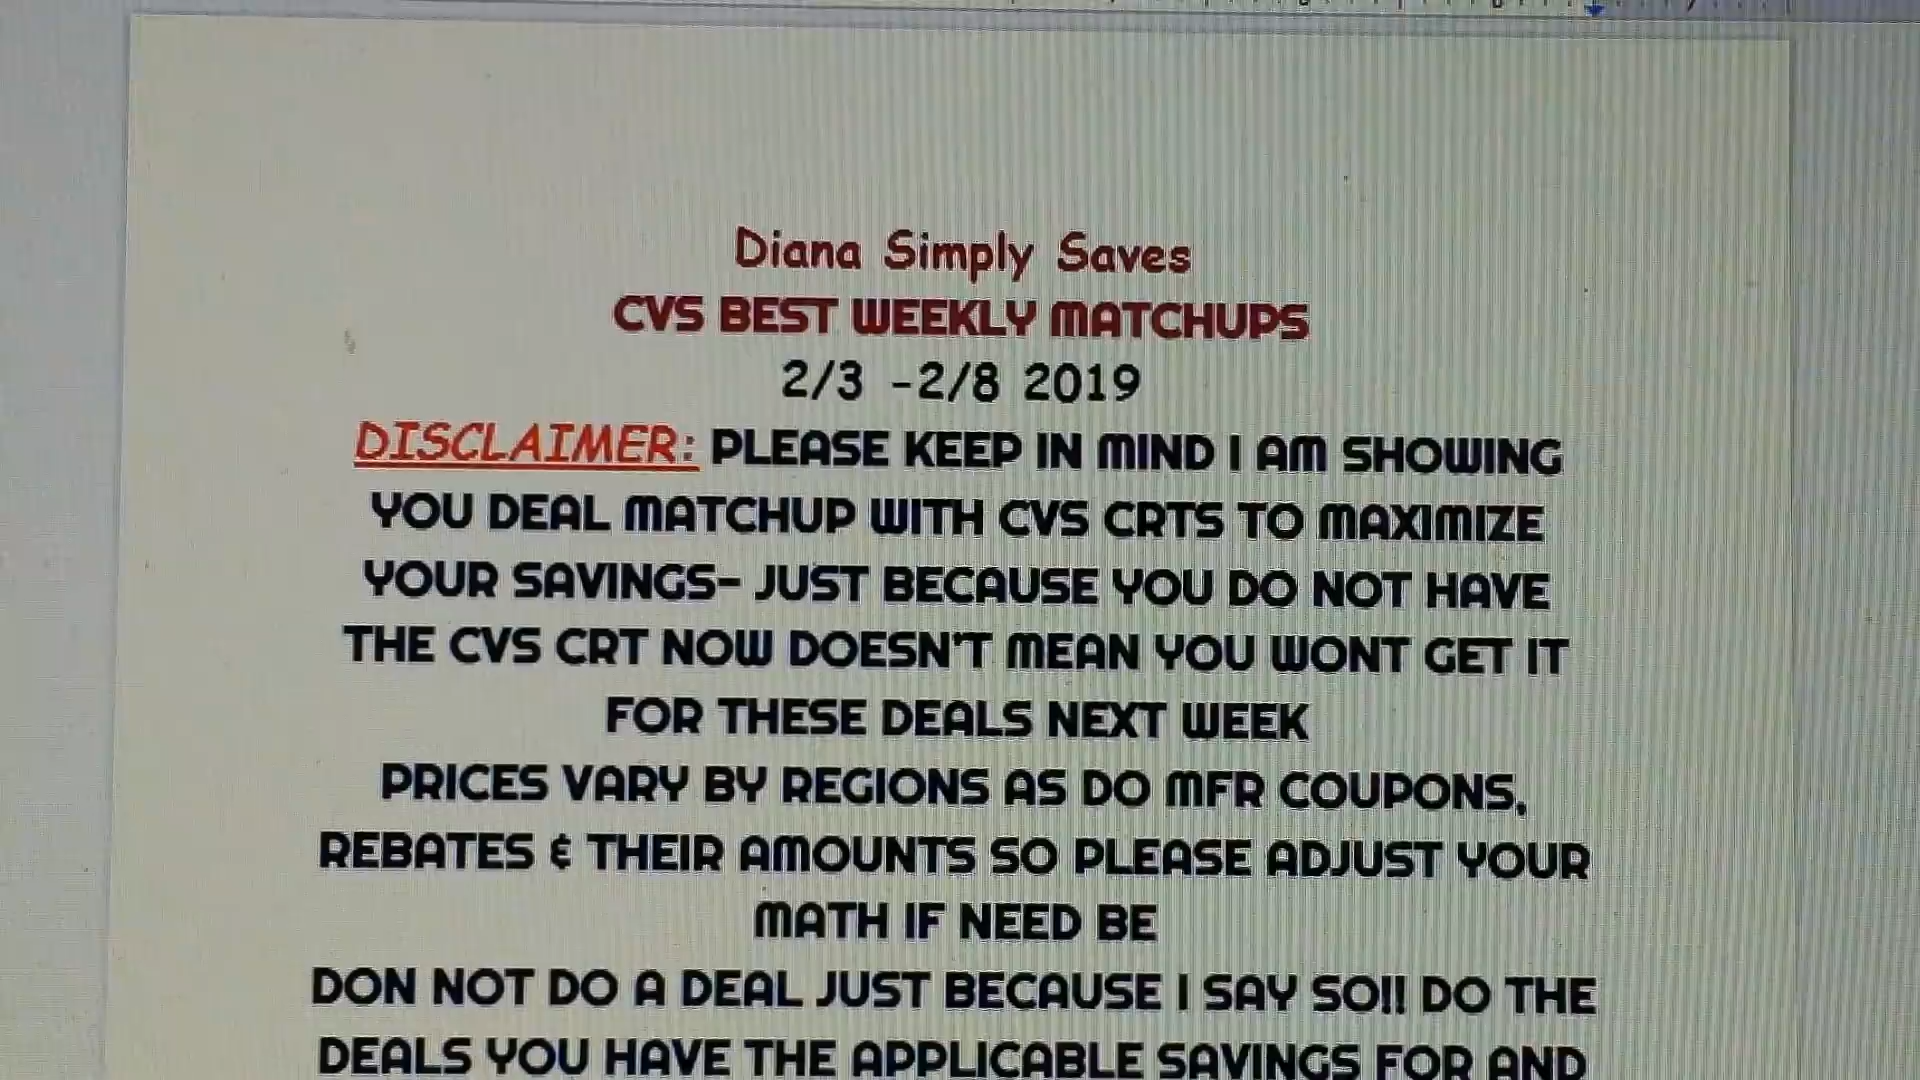 Diana Simply Saves
CVS BEST WEEKLY MATCHUPS
2/3 -2/8 2019
DISCLAIMER: PLEASE KEEP IN MIND I AM SHOWING
YOU DEAL MATCHUP WITH CVS CRTS TO MAXIMIZE
YOUR SAVINGS- JUST BECAUSE YOU DO NOT HAVE
THE CVS CRT NOW DOESN'T MEAN YOU WONT GET IT
FOR THESE DEALS NEXT WEEK
PRICES VARY BY REGIONS AS DO MFR COUPONS,
REBATES & THEIR AMOUNTS SO PLEASE ADJUST YOUR
MATH IF NEED BE
DON NOT DO A DEAL JUST BECAUSE I SAY SO!! DO THE
DEALS YOU HAVE THE APPLICABLE SAVINGS FOR AND